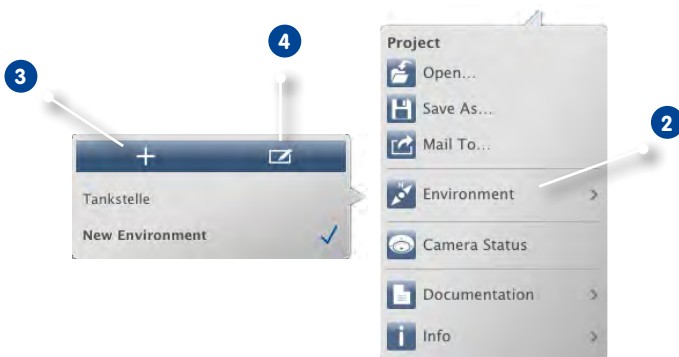 4
3
Project
Open...
Save As...
2
Mail To...
Tankstelle
Environment
New Environment
Camera Status
Documentation
Info